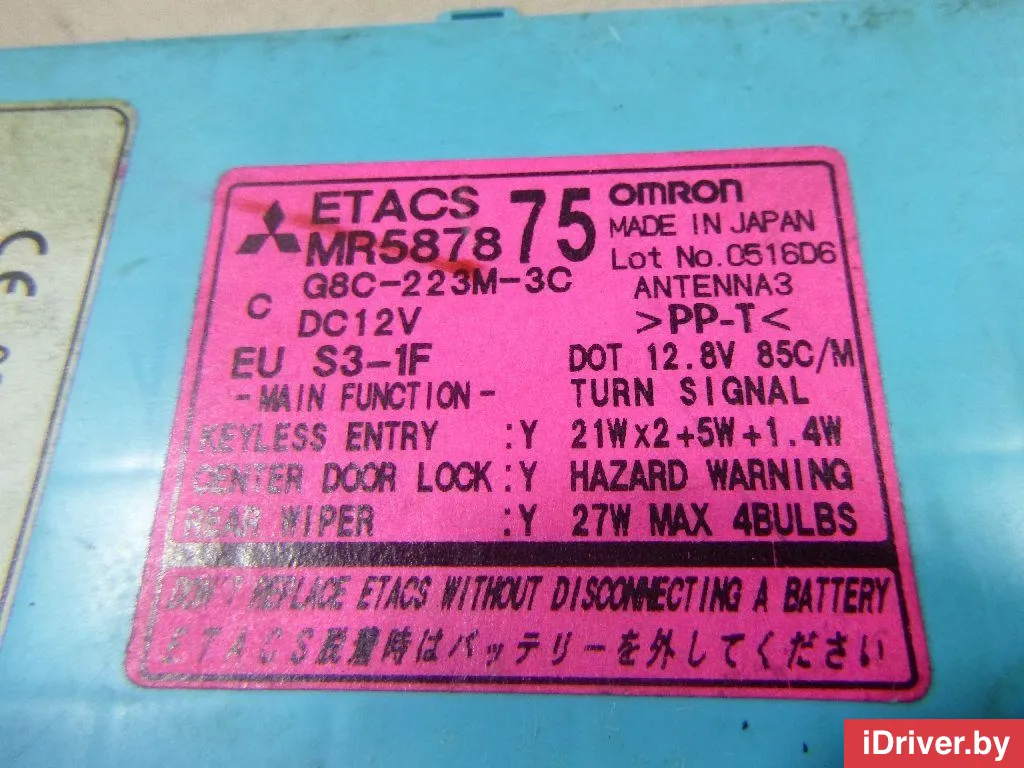 ETACS 75 OMRON
MR5878 MADE IN JAPAN
G8C-223M-3C Lot No.0516D6
C ANTENNA3
DC12V >PP-T<
EU S3-1F DOT 12.8V 85C/M
-MAIN FUNCTION- TURN SIGNAL
KEYLESS ENTRY :Y 21Wx2+5W+1.4W
CENTER DOOR LOCK:Y HAZARD WARNING
REAR WIPER :Y 27W MAX 4BULBS
DON'T REPLACE ETACS WITHOUT DISCONNECTING A BATTERY
ETACS脱着時はバッテリーを外してください
CE
iDriver.by